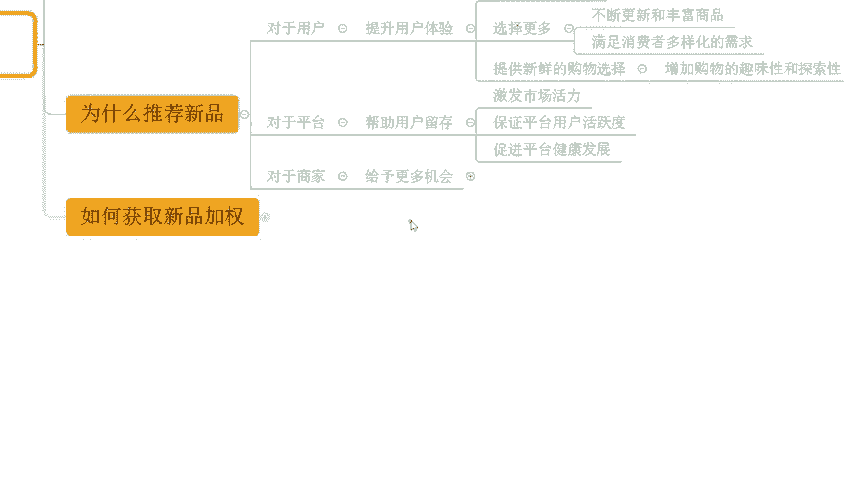 不断更新和丰富商品
对于用户 提升用户体验 选择更多
满足消费者多样化的需求
提供新鲜的购物选择 增加购物的趣味性和探索性
激发市场活力
为什么推荐新品
对于平台 帮助用户留存 保证平台用户活跃度
促进平台健康发展
对于商家 给予更多机会
如何获取新品加权